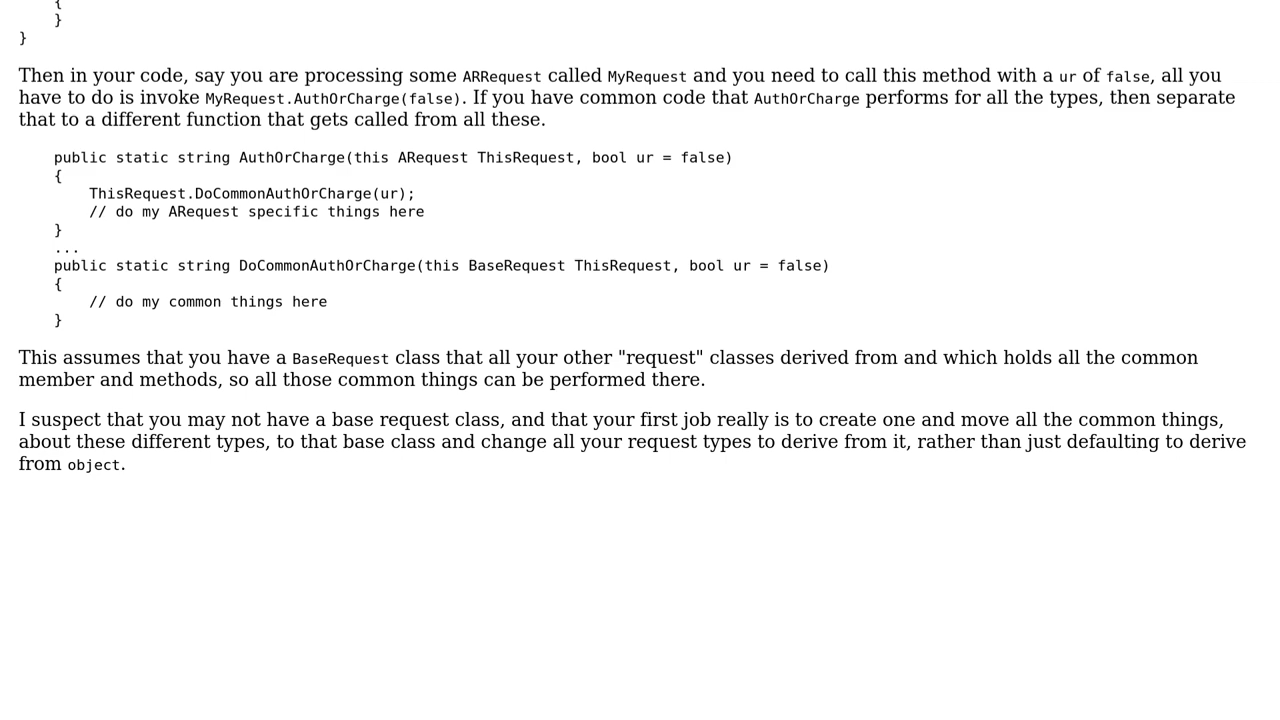 {
}
}
Then in your code, say you are processing some ARRequest called MyRequest and you need to call this method with a ur of false, all you
have to do is invoke MyRequest.AuthOrCharge(false). If you have common code that AuthOrCharge performs for all the types, then separate
that to a different function that gets called from all these.
public static string AuthOrCharge(this ARequest ThisRequest, bool ur = false)
{
ThisRequest.DoCommonAuthOrCharge(ur);
// do my ARequest specific things here
}
...
public static string DoCommonAuthOrCharge(this BaseRequest ThisRequest, bool ur = false)
{
// do my common things here
}
This assumes that you have a BaseRequest class that all your other "request" classes derived from and which holds all the common
member and methods, so all those common things can be performed there.
I suspect that you may not have a base request class, and that your first job really is to create one and move all the common things,
about these different types, to that base class and change all your request types to derive from it, rather than just defaulting to derive
from object.